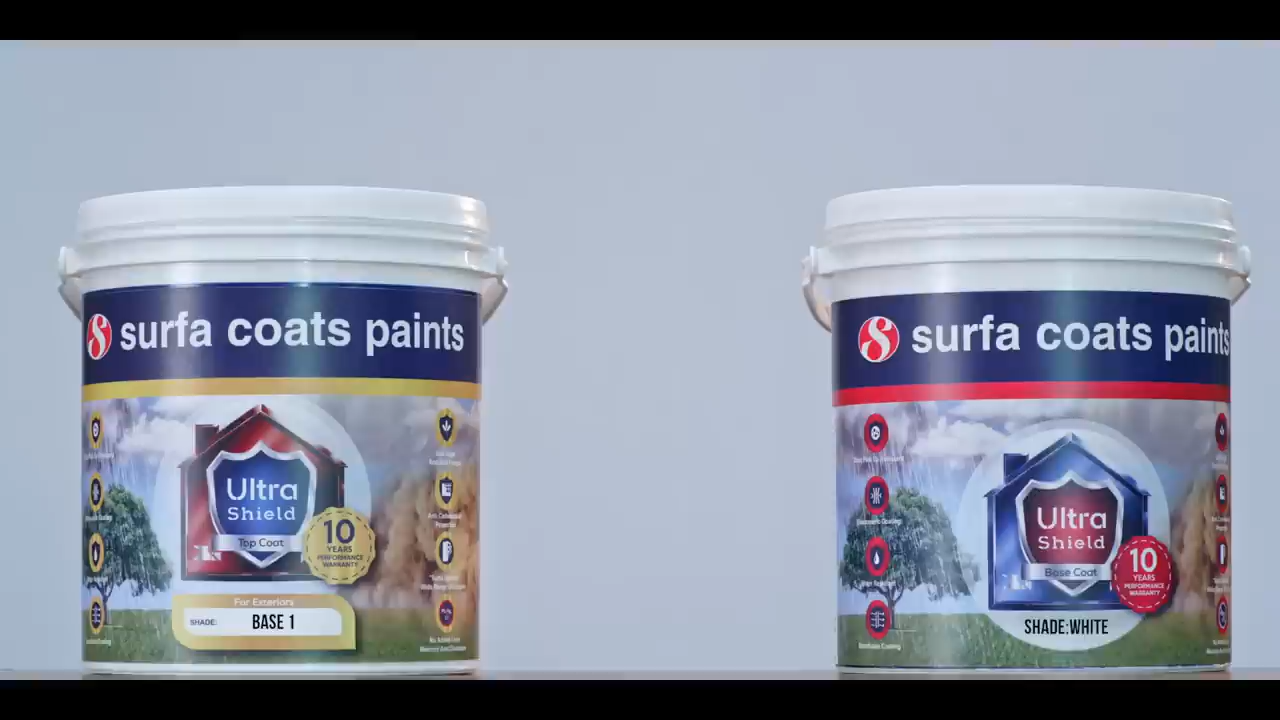 surfa coats paints
Ultra
Shield
Top Coat
10
YEARS
PERFORMANCE
WARRANTY
For Exteriors
SHADE:
BASE 1
surfa coats paints
Ultra
Shield
Base Coat
10
YEARS
PERFORMANCE
WARRANTY
SHADE:WHITE